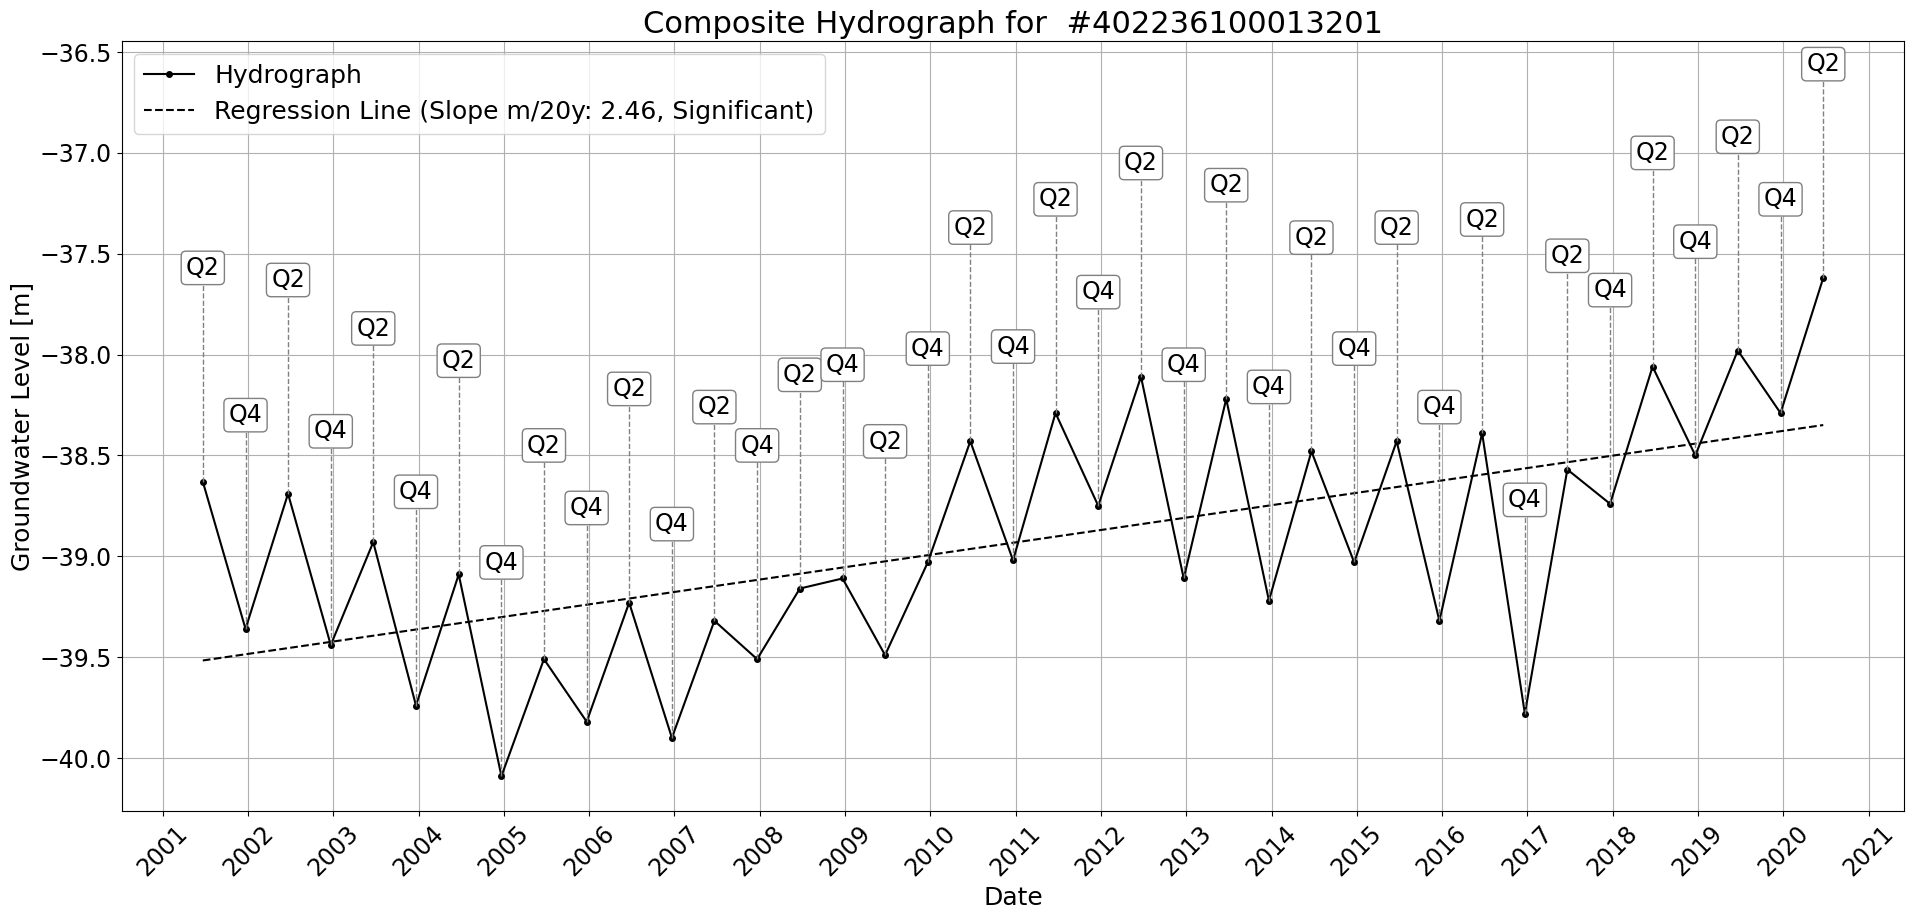 Composite Hydrograph for  #402236100013201
Hydrograph
Regression Line (Slope m/20y: 2.46, Significant)
Groundwater Level [m]
−36.5
−37.0
−37.5
−38.0
−38.5
−39.0
−39.5
−40.0
Q2
Q4
Q2
Q4
Q2
Q4
Q2
Q4
Q2
Q4
Q2
Q4
Q2
Q4
Q2
Q4
Q2
Q4
Q2
Q4
Q2
Q4
Q2
Q4
Q2
Q4
Q2
Q4
Q2
Q4
Q2
Q4
Q2
Q4
Q2
Q4
Q2
Q4
Q2
2001
2002
2003
2004
2005
2006
2007
2008
2009
2010
2011
2012
2013
2014
2015
2016
2017
2018
2019
2020
2021
Date